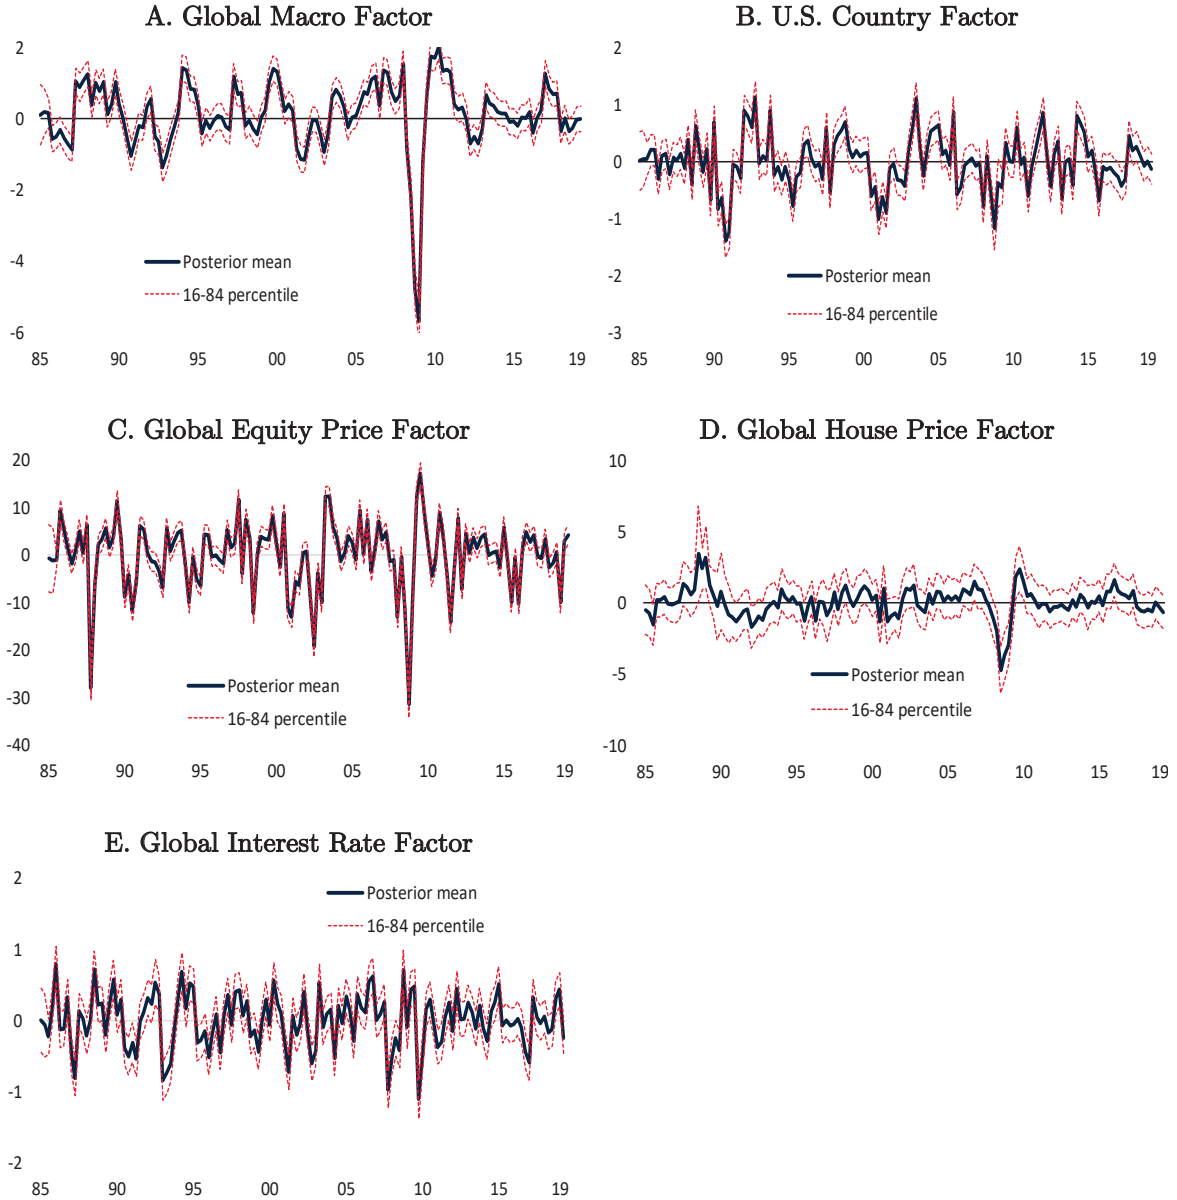 A. Global Macro Factor
2
0
-2
-4
-6
Posterior mean
16-84 percentile
85 90 95 00 05 10 15 19
B. U.S. Country Factor
2
1
0
-1
-2
-3
Posterior mean
16-84 percentile
85 90 95 00 05 10 15 19
C. Global Equity Price Factor
20
10
0
-10
-20
-30
-40
Posterior mean
16-84 percentile
85 90 95 00 05 10 15 19
D. Global House Price Factor
10
5
0
-5
-10
Posterior mean
16-84 percentile
85 90 95 00 05 10 15 19
E. Global Interest Rate Factor
2
1
0
-1
-2
Posterior mean
16-84 percentile
85 90 95 00 05 10 15 19